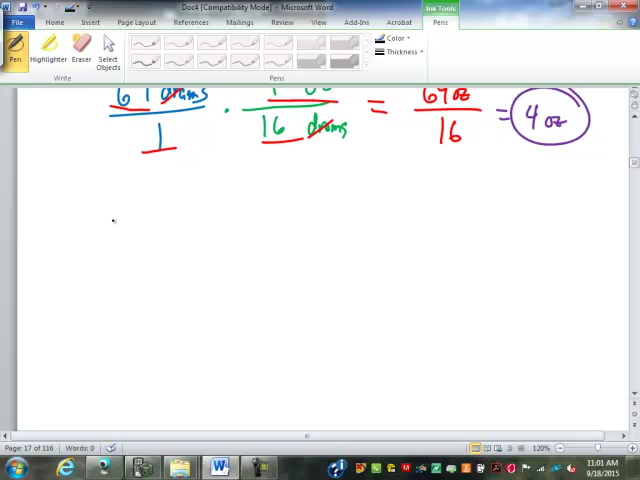 Doc4 [Compatibility Mode] - Microsoft Word
Ink Tools
File Home Insert Page Layout References Mailings Review View Add-Ins Acrobat Pens
Pen Highlighter Eraser Select Objects
Color
Thickness
Write Pens
drams
= 64 oz
1 · 16 drams 16 = 4 oz
Page: 17 of 116 Words: 0 120%
11:01 AM
9/18/2015